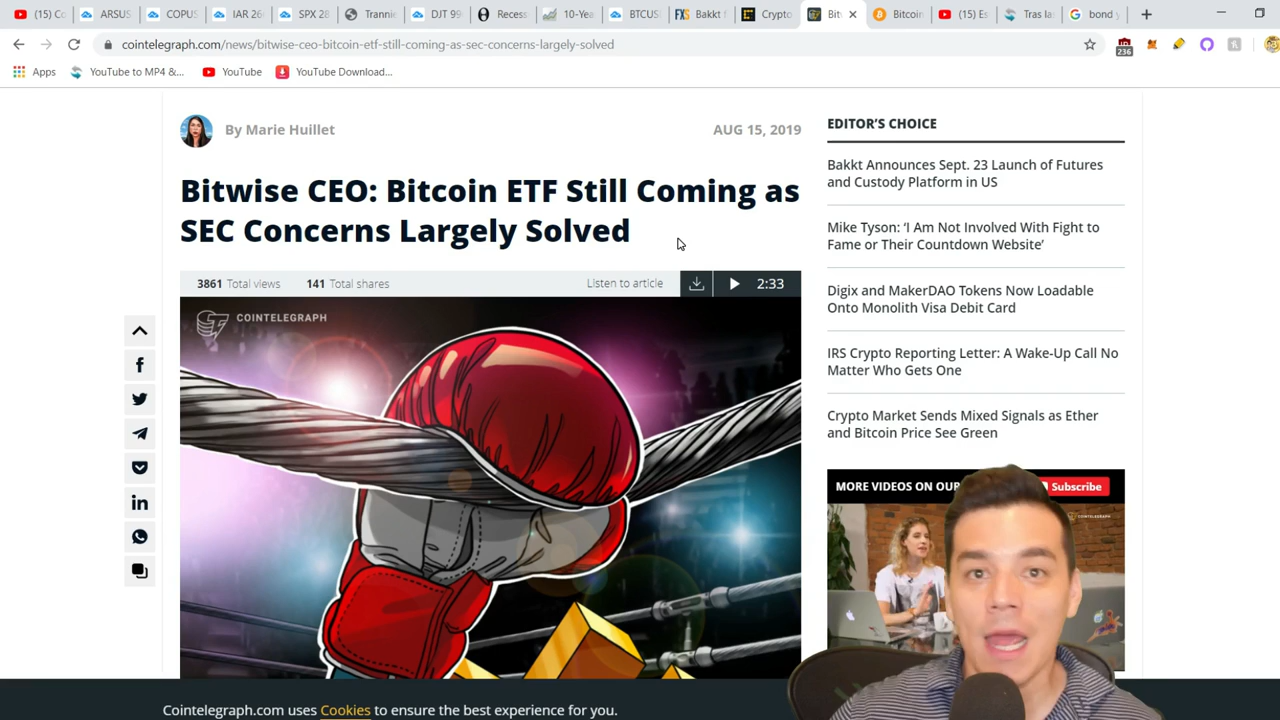 (15) Co
ARSUS
COPUS
IAR 26
SPX 28
Trannie
DJT 99
Recess
10-Yea
BTCUS
Bakkt f
Crypto
Bit
Bitcoin
(15) Es
Tras la
bond y
cointelegraph.com/news/bitwise-ceo-bitcoin-etf-still-coming-as-sec-concerns-largely-solved
236
Apps
YouTube to MP4 &...
YouTube
YouTube Download...
By Marie Huillet
AUG 15, 2019
Bitwise CEO: Bitcoin ETF Still Coming as
SEC Concerns Largely Solved
3861 Total views
141 Total shares
Listen to article
2:33
COINTELEGRAPH
EDITOR'S CHOICE
Bakkt Announces Sept. 23 Launch of Futures
and Custody Platform in US
Mike Tyson: 'I Am Not Involved With Fight to
Fame or Their Countdown Website'
Digix and MakerDAO Tokens Now Loadable
Onto Monolith Visa Debit Card
IRS Crypto Reporting Letter: A Wake-Up Call No
Matter Who Gets One
Crypto Market Sends Mixed Signals as Ether
and Bitcoin Price See Green
MORE VIDEOS ON OUR
Subscribe
COINTELEGRAPH
Cointelegraph.com uses Cookies to ensure the best experience for you.